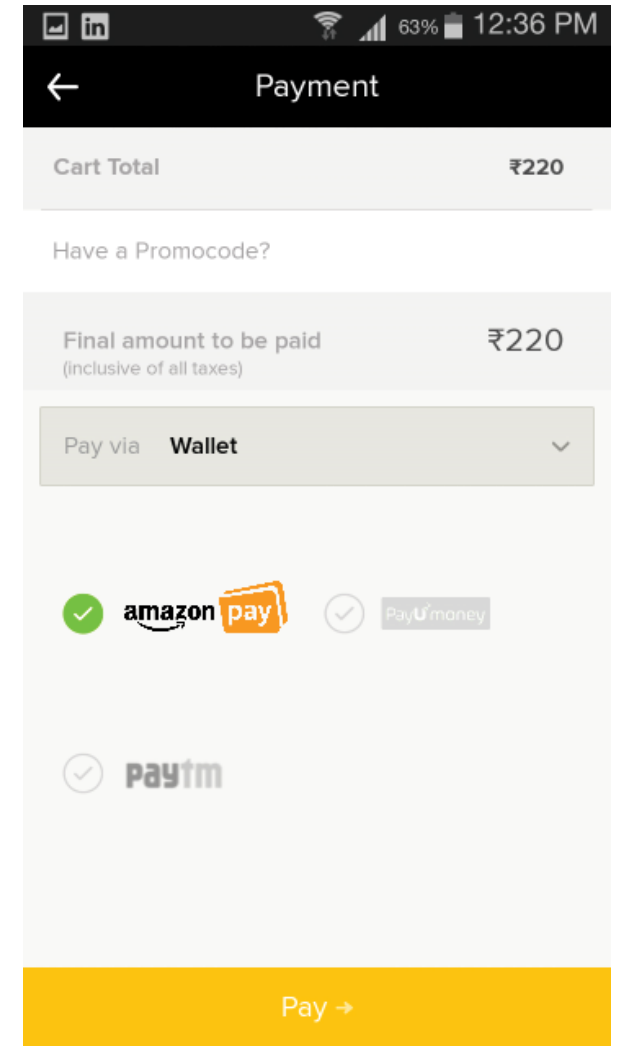 in 63% 12:36 PM
Payment
Cart Total ₹220
Have a Promocode?
Final amount to be paid ₹220
(inclusive of all taxes)
Pay via Wallet
amazon pay PayUmoney
paytm
Pay →